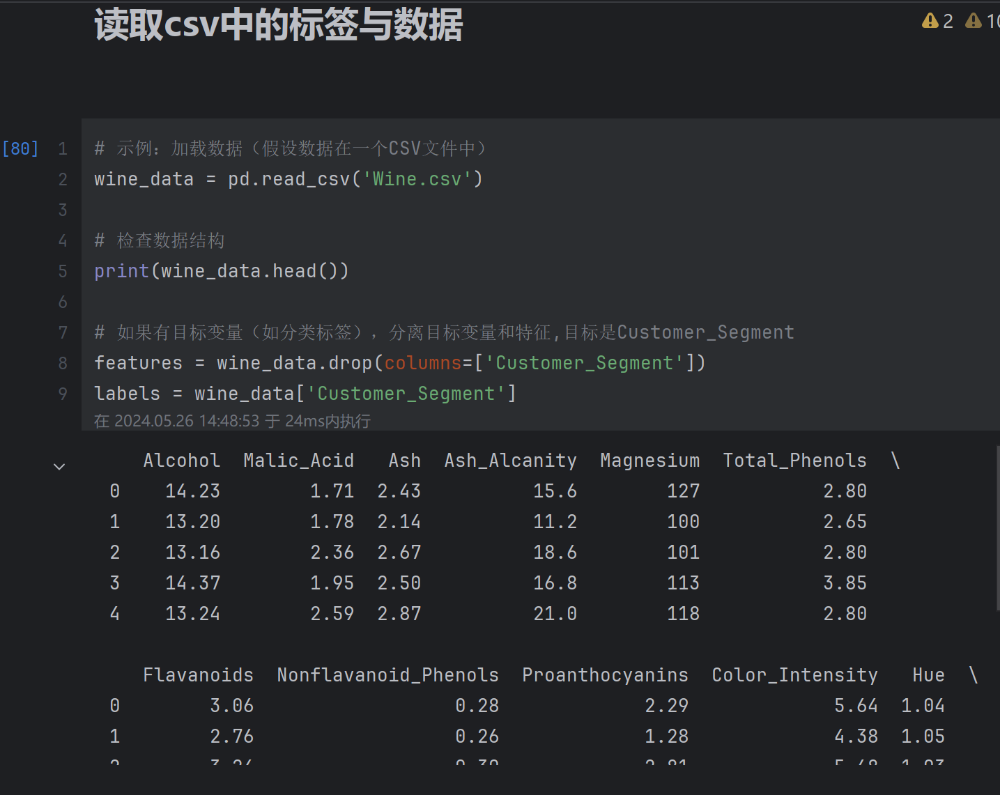 读取csv中的标签与数据
2 10
[80] 1 # 示例：加载数据（假设数据在一个CSV文件中）
2 wine_data = pd.read_csv('Wine.csv')
3
4 # 检查数据结构
5 print(wine_data.head())
6
7 # 如果有目标变量（如分类标签），分离目标变量和特征,目标是Customer_Segment
8 features = wine_data.drop(columns=['Customer_Segment'])
9 labels = wine_data['Customer_Segment']
在 2024.05.26 14:48:53 于 24ms内执行
Alcohol Malic_Acid Ash Ash_Alcanity Magnesium Total_Phenols \
0 14.23 1.71 2.43 15.6 127 2.80
1 13.20 1.78 2.14 11.2 100 2.65
2 13.16 2.36 2.67 18.6 101 2.80
3 14.37 1.95 2.50 16.8 113 3.85
4 13.24 2.59 2.87 21.0 118 2.80
Flavanoids Nonflavanoid_Phenols Proanthocyanins Color_Intensity Hue \
0 3.06 0.28 2.29 5.64 1.04
1 2.76 0.26 1.28 4.38 1.05